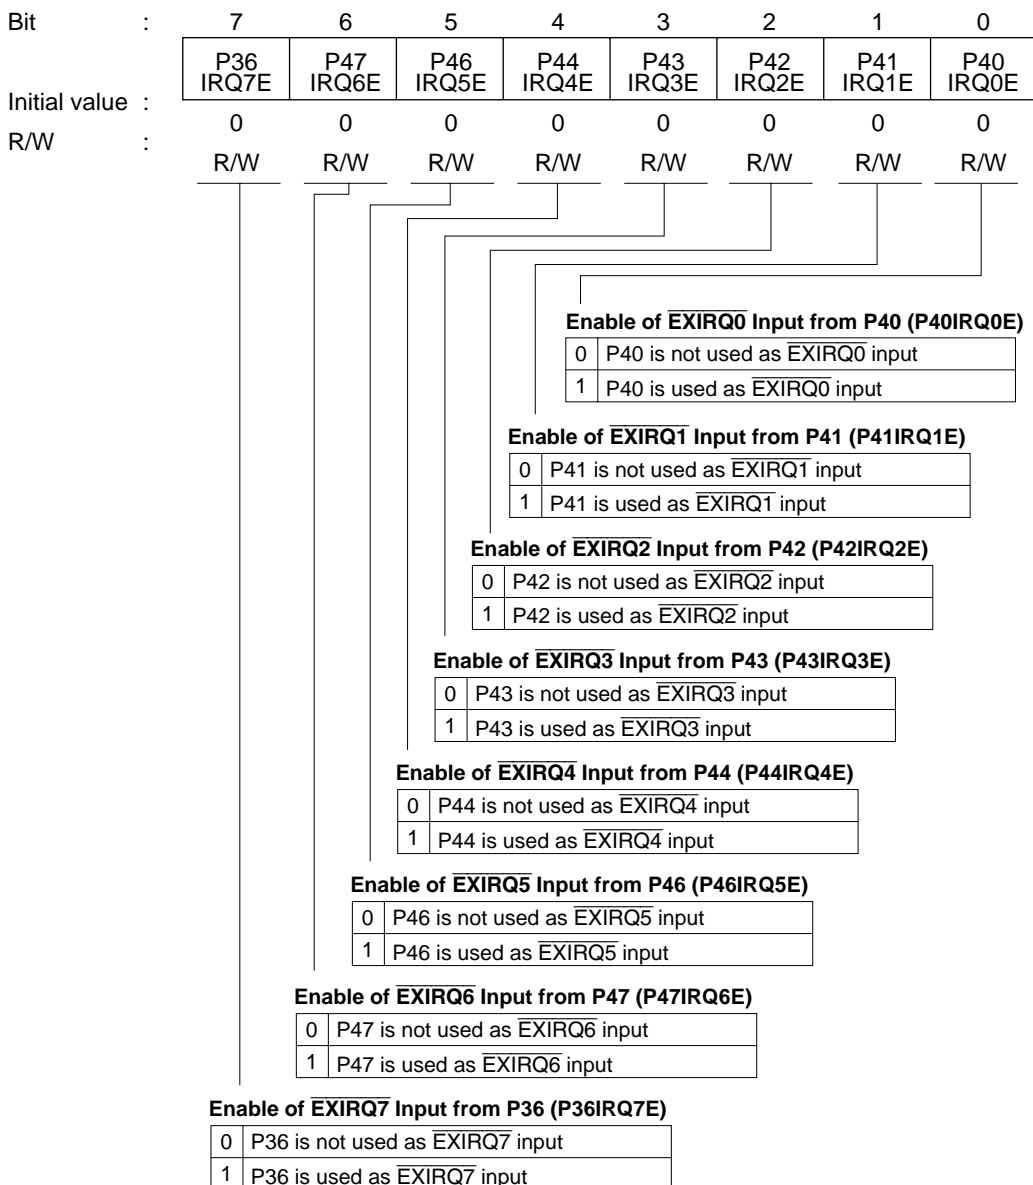 Bit : 7 6 5 4 3 2 1 0
P36 P47 P46 P44 P43 P42 P41 P40
IRQ7E IRQ6E IRQ5E IRQ4E IRQ3E IRQ2E IRQ1E IRQ0E
Initial value : 0 0 0 0 0 0 0 0
R/W : R/W R/W R/W R/W R/W R/W R/W R/W
Enable of EXIRQ0 Input from P40 (P40IRQ0E)
0 P40 is not used as EXIRQ0 input
1 P40 is used as EXIRQ0 input
Enable of EXIRQ1 Input from P41 (P41IRQ1E)
0 P41 is not used as EXIRQ1 input
1 P41 is used as EXIRQ1 input
Enable of EXIRQ2 Input from P42 (P42IRQ2E)
0 P42 is not used as EXIRQ2 input
1 P42 is used as EXIRQ2 input
Enable of EXIRQ3 Input from P43 (P43IRQ3E)
0 P43 is not used as EXIRQ3 input
1 P43 is used as EXIRQ3 input
Enable of EXIRQ4 Input from P44 (P44IRQ4E)
0 P44 is not used as EXIRQ4 input
1 P44 is used as EXIRQ4 input
Enable of EXIRQ5 Input from P46 (P46IRQ5E)
0 P46 is not used as EXIRQ5 input
1 P46 is used as EXIRQ5 input
Enable of EXIRQ6 Input from P47 (P47IRQ6E)
0 P47 is not used as EXIRQ6 input
1 P47 is used as EXIRQ6 input
Enable of EXIRQ7 Input from P36 (P36IRQ7E)
0 P36 is not used as EXIRQ7 input
1 P36 is used as EXIRQ7 input